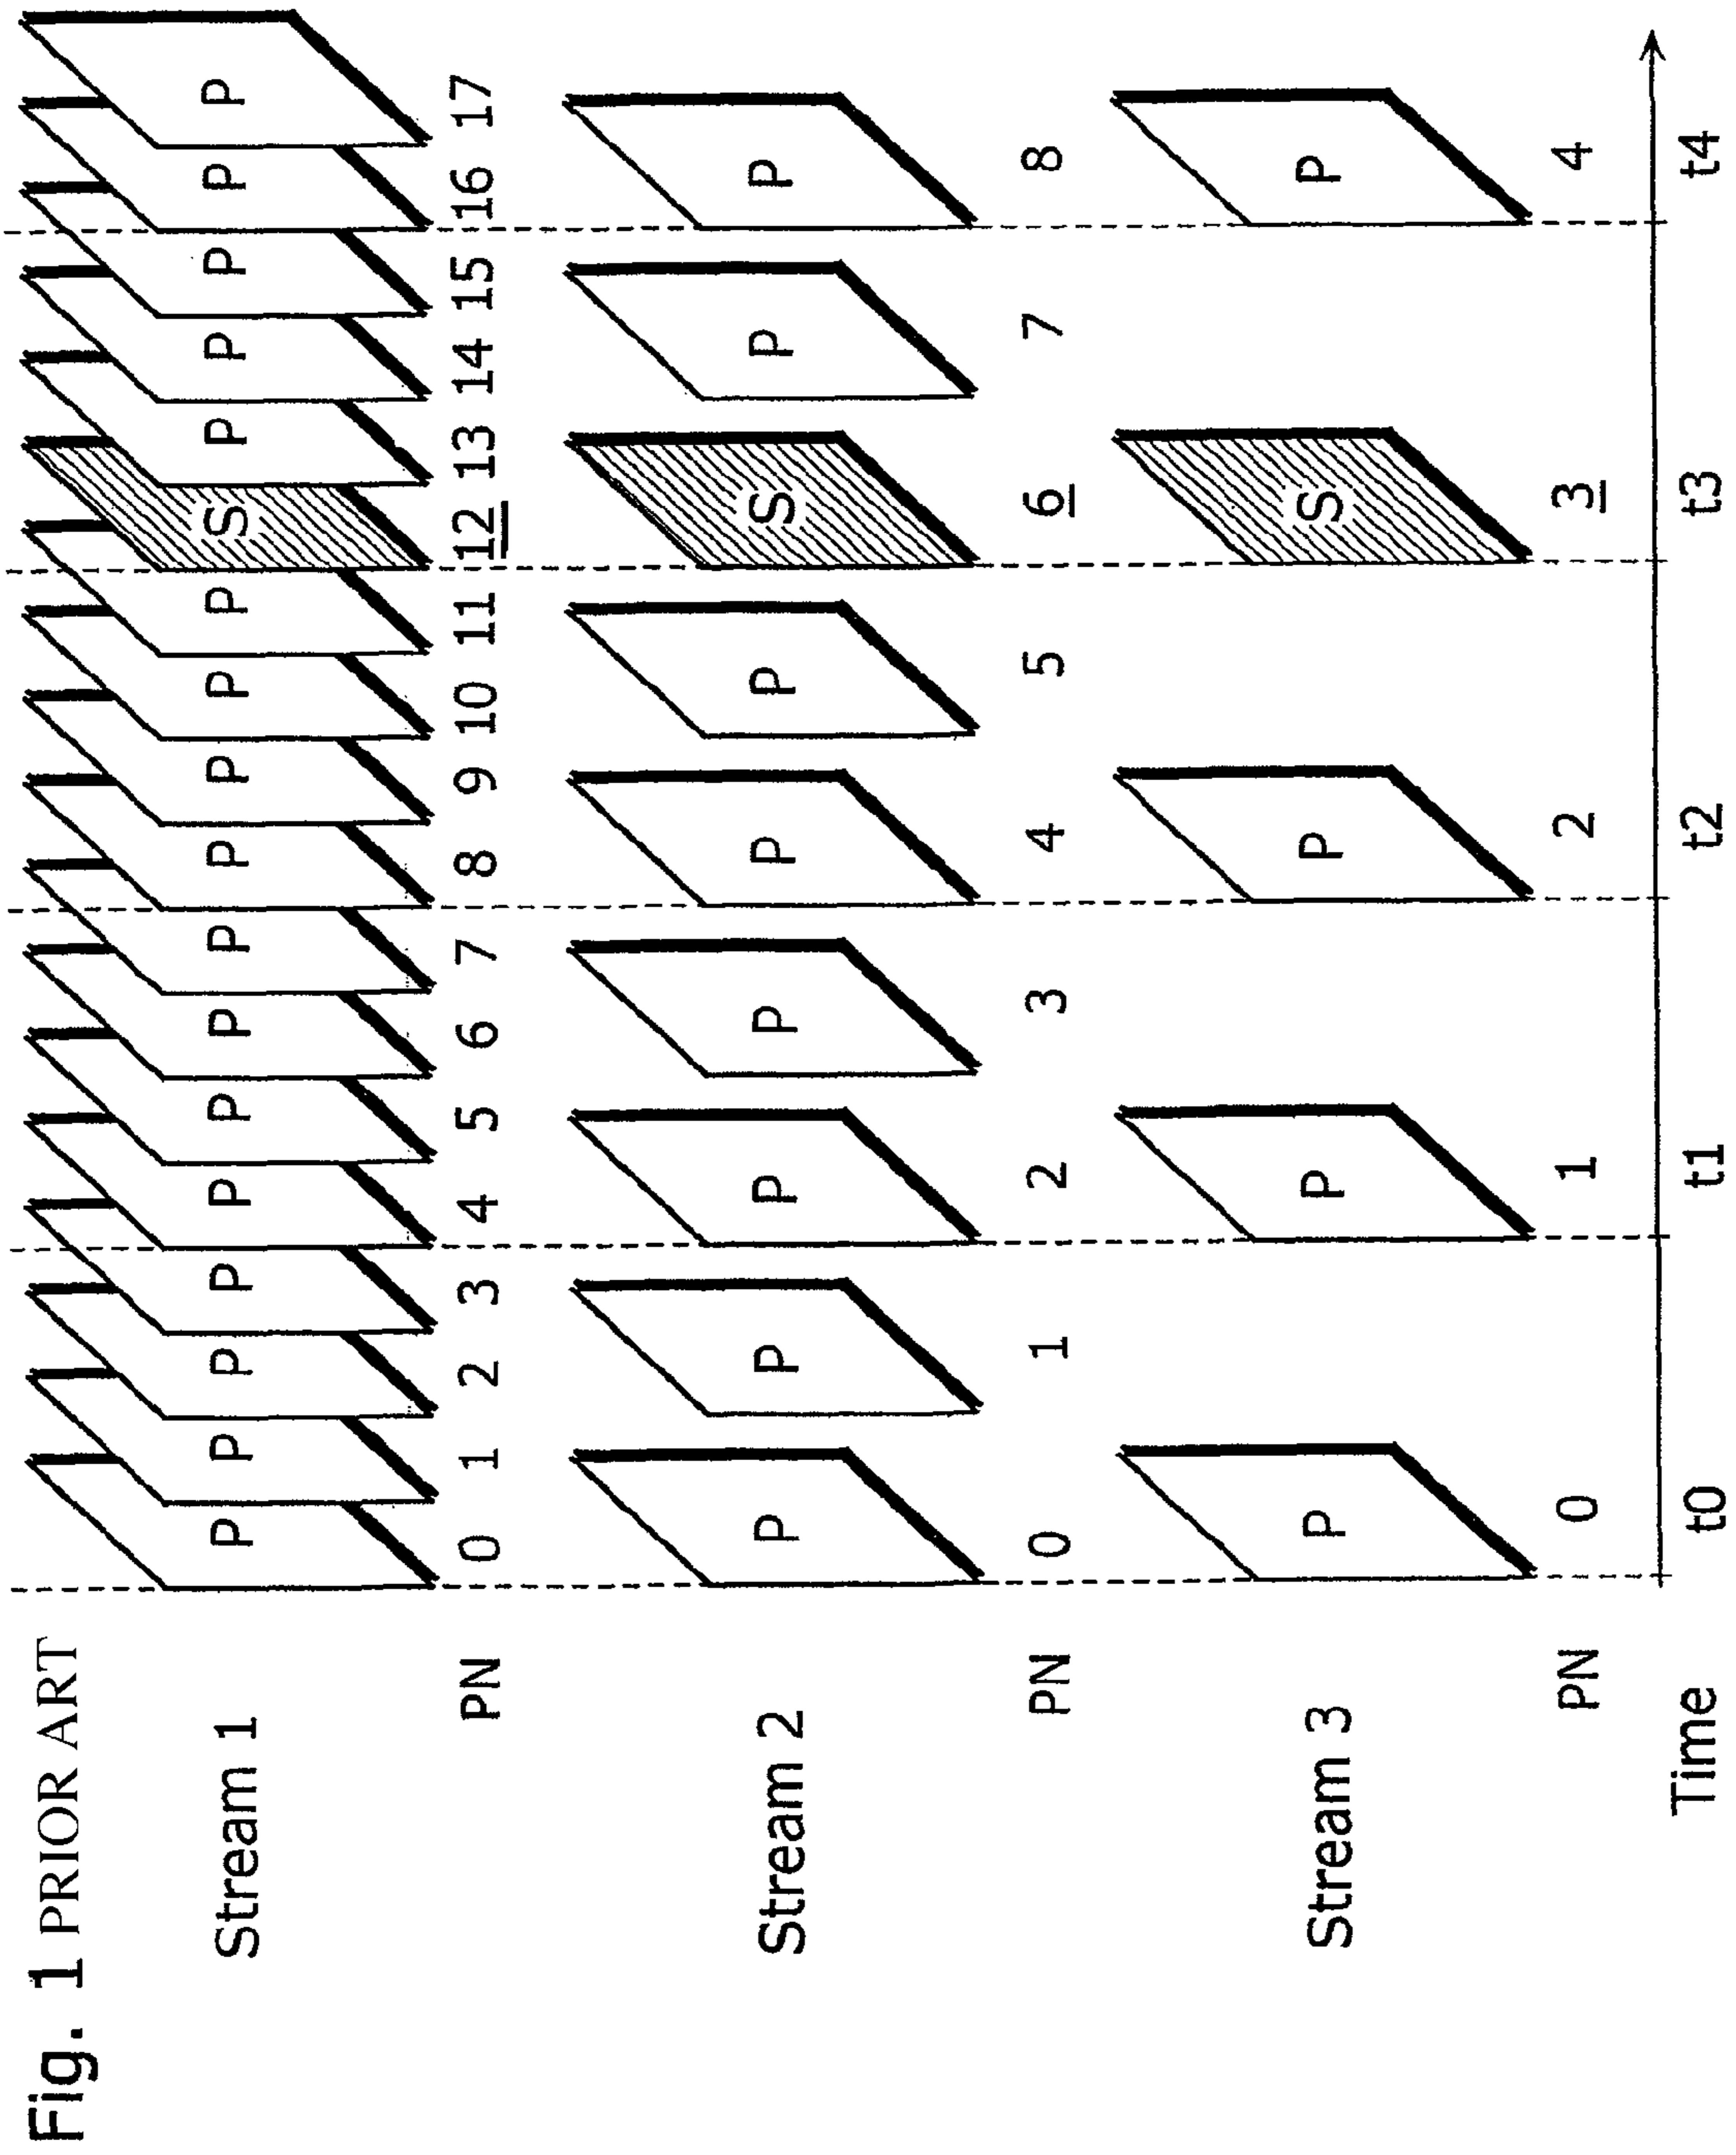 Fig. 1 PRIOR ART
Stream 1
P P P P P P P P P P P P S P P P P P
PN 0 1 2 3 4 5 6 7 8 9 10 11 12 13 14 15 16 17
Stream 2
P P P P P P S P P
PN 0 1 2 3 4 5 6 7 8
Stream 3
P P P S P
PN 0 1 2 3 4
Time t0 t1 t2 t3 t4